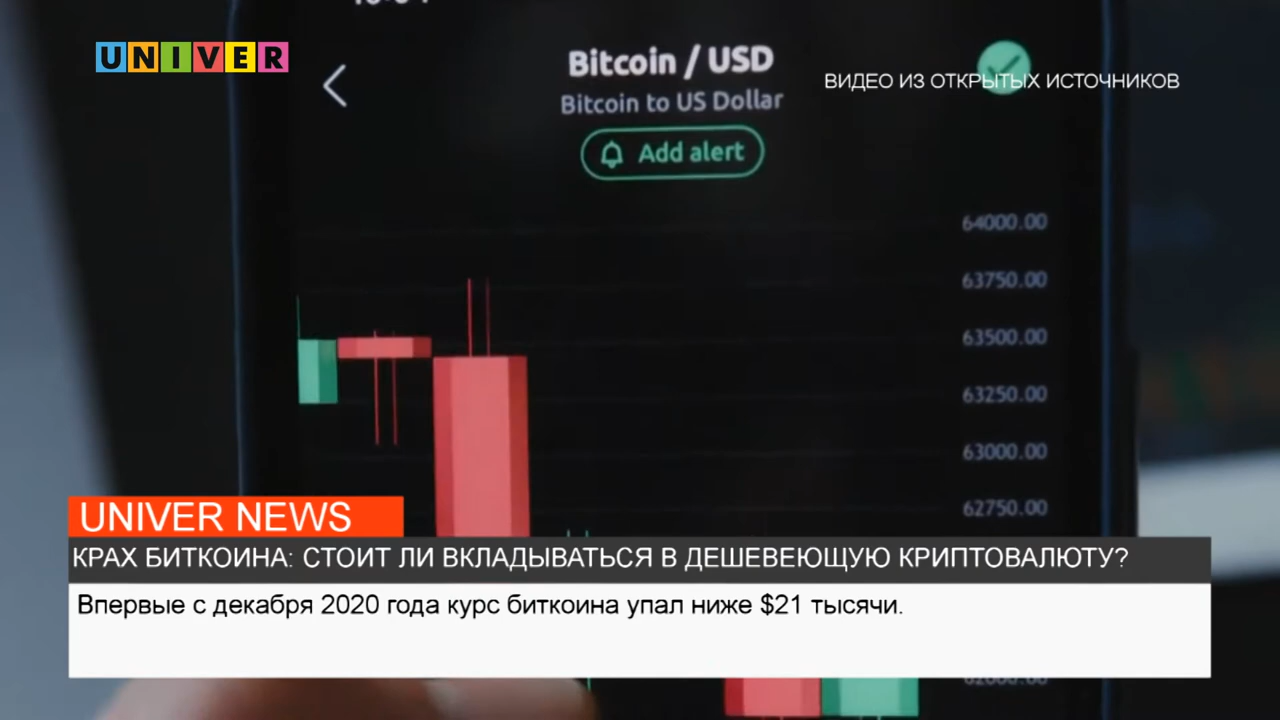 UNIVER
Bitcoin / USD
ВИДЕО ИЗ ОТКРЫТЫХ ИСТОЧНИКОВ
Bitcoin to US Dollar
Add alert
64000.00
63750.00
63500.00
63250.00
63000.00
62750.00
UNIVER NEWS
КРАХ БИТКОИНА: СТОИТ ЛИ ВКЛАДЫВАТЬСЯ В ДЕШЕВЕЮЩУЮ КРИПТОВАЛЮТУ?
Впервые с декабря 2020 года курс биткоина упал ниже $21 тысячи.